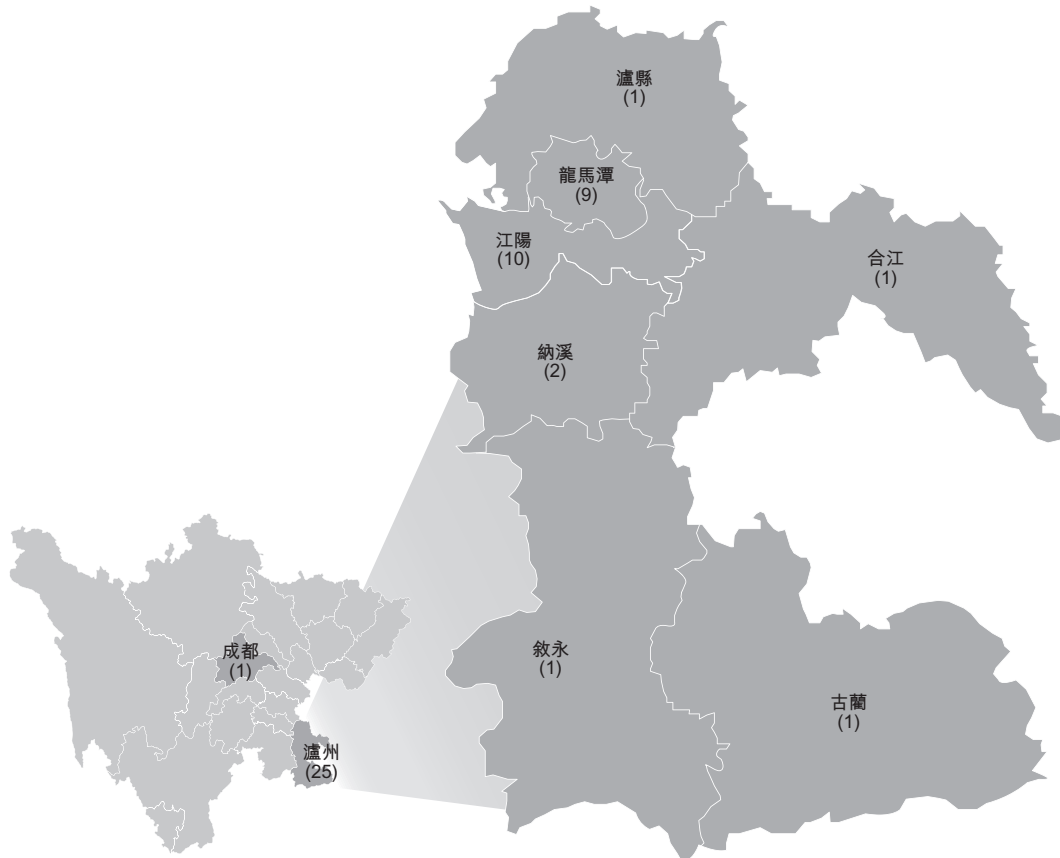 瀘縣
(1)
龍馬潭
(9)
江陽
(10)
合江
(1)
納溪
(2)
敘永
(1)
成都
(1)
古藺
(1)
瀘州
(25)